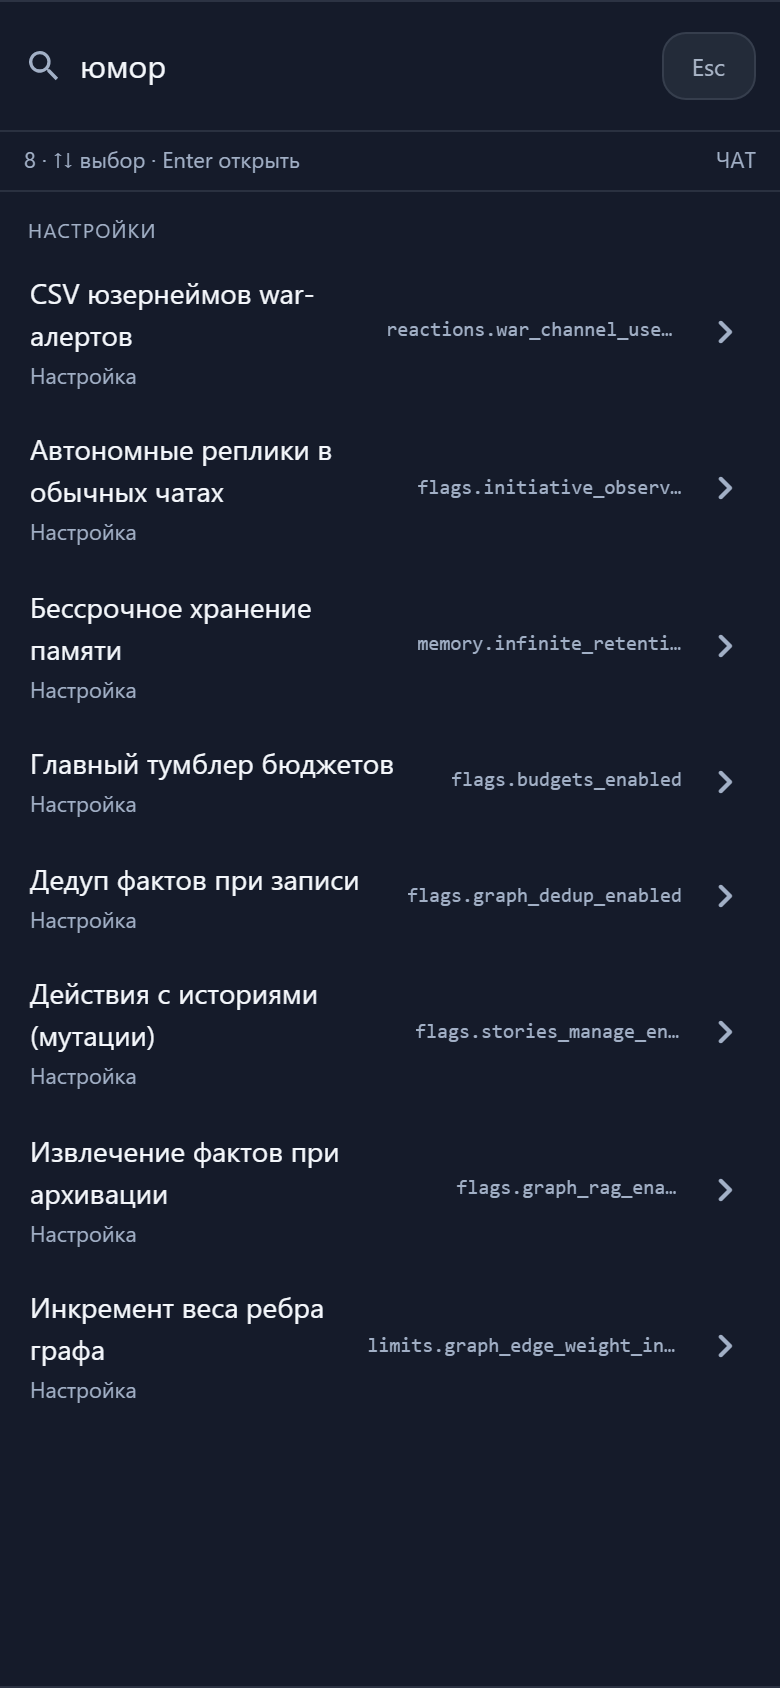 юмор
Esc
8 · ↑↓ выбор · Enter открыть
ЧАТ
НАСТРОЙКИ
CSV юзернеймов war-
алертов
Настройка
reactions.war_channel_use…
Автономные реплики в
обычных чатах
Настройка
flags.initiative_observ…
Бессрочное хранение
памяти
Настройка
memory.infinite_retenti…
Главный тумблер бюджетов
Настройка
flags.budgets_enabled
Дедуп фактов при записи
Настройка
flags.graph_dedup_enabled
Действия с историями
(мутации)
Настройка
flags.stories_manage_en…
Извлечение фактов при
архивации
Настройка
flags.graph_rag_ena…
Инкремент веса ребра
графа
Настройка
limits.graph_edge_weight_in…